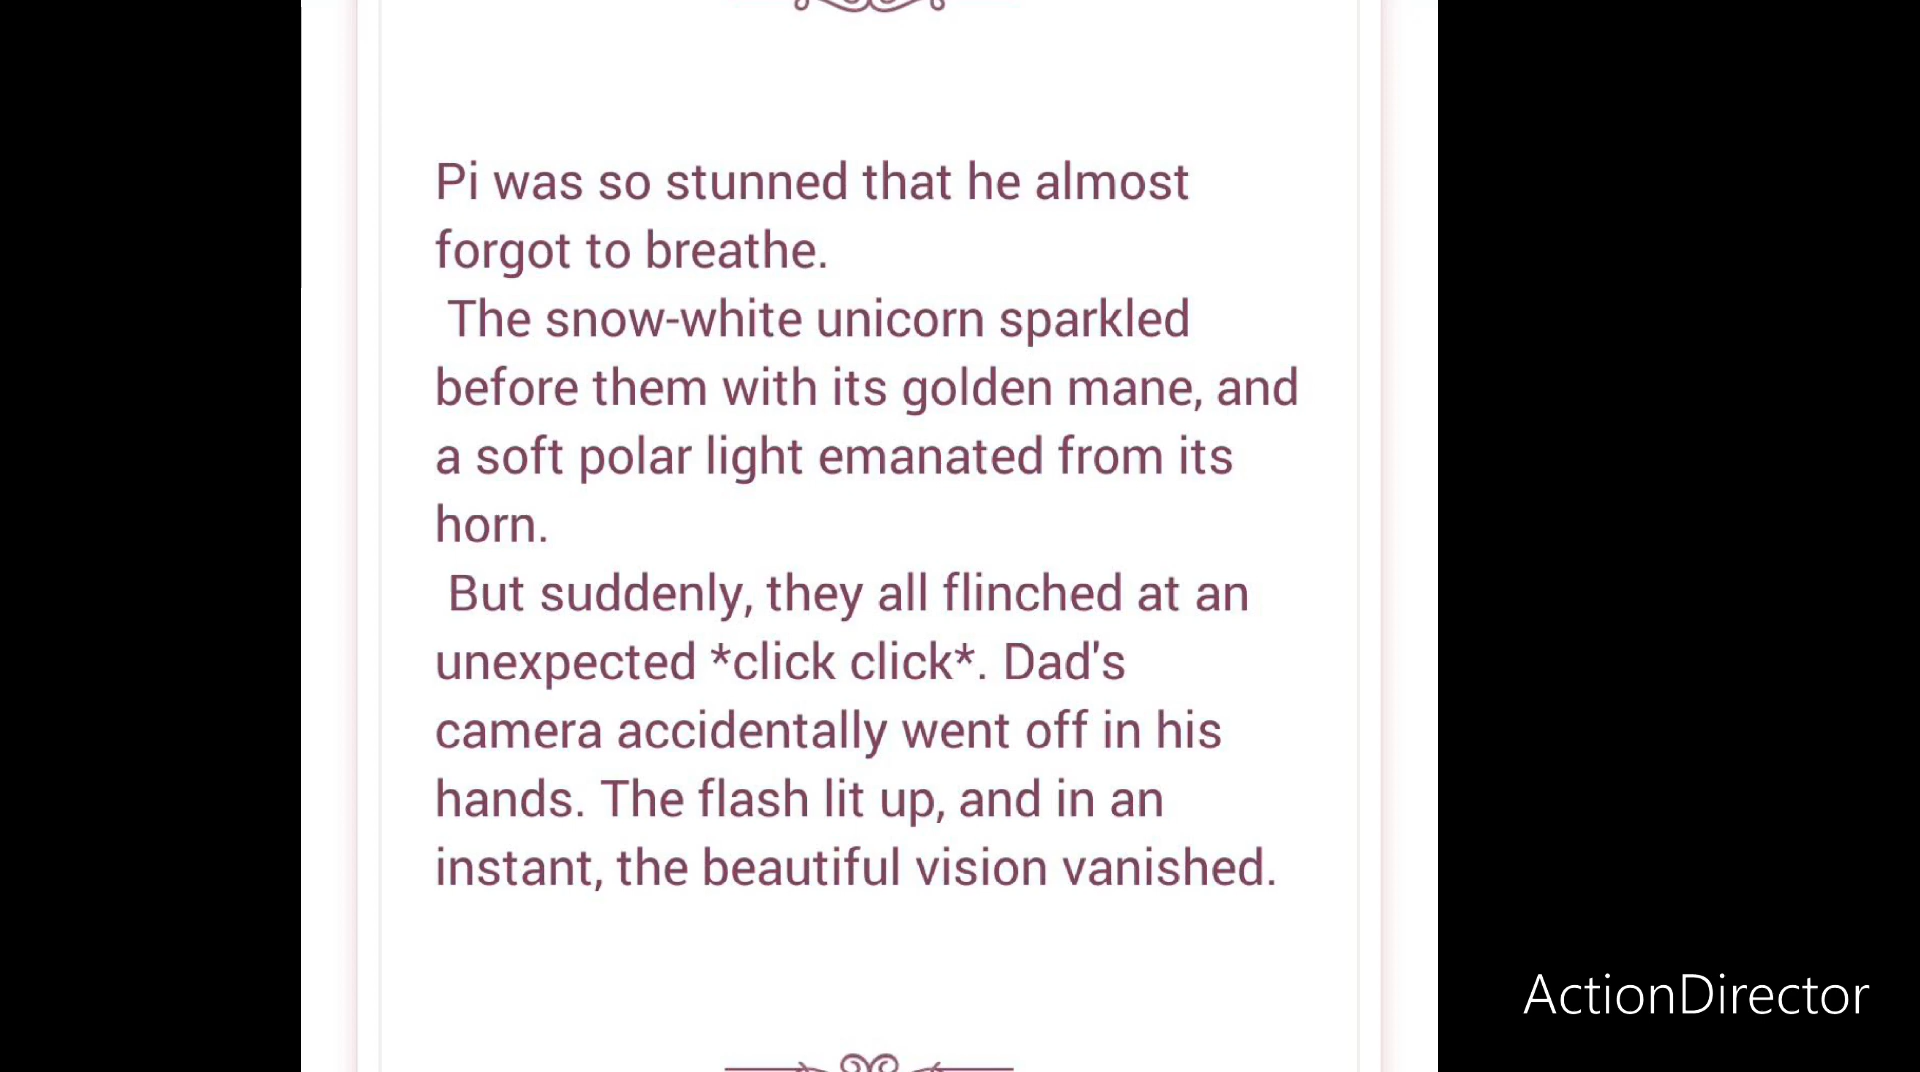 Pi was so stunned that he almost
forgot to breathe.
The snow-white unicorn sparkled
before them with its golden mane, and
a soft polar light emanated from its
horn.
But suddenly, they all flinched at an
unexpected *click click*. Dad's
camera accidentally went off in his
hands. The flash lit up, and in an
instant, the beautiful vision vanished.
ActionDirector